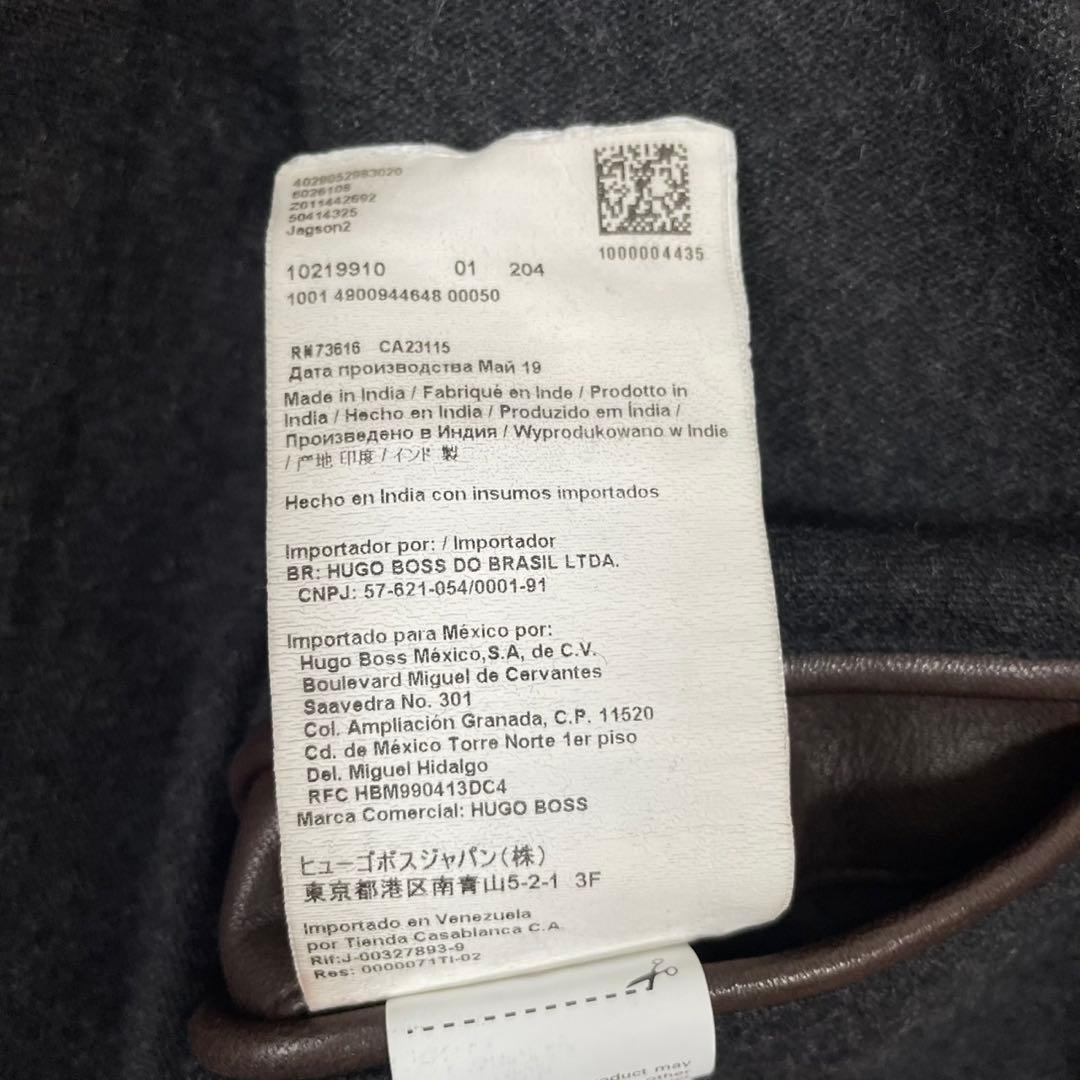 4029052983020
6026108
Z011442692
50414325
Jagson2
1000004435
10219910 01 204
1001 4900944648 00050
RN73616 CA23115
Дата производства Май 19
Made in India / Fabriqué en Inde / Prodotto in
India / Hecho en India / Produzido em Índia /
Произведено в Индия / Wyprodukowano w Indie
/ 产地 印度 / インド 製
Hecho en India con insumos importados
Importador por: / Importador
BR: HUGO BOSS DO BRASIL LTDA.
CNPJ: 57-621-054/0001-91
Importado para México por:
Hugo Boss México,S.A, de C.V.
Boulevard Miguel de Cervantes
Saavedra No. 301
Col. Ampliación Granada, C.P. 11520
Cd. de México Torre Norte 1er piso
Del. Miguel Hidalgo
RFC HBM990413DC4
Marca Comercial: HUGO BOSS
ヒューゴボスジャパン(株)
東京都港区南青山5-2-1 3F
Importado en Venezuela
por Tienda Casablanca C.A.
Rif:J-00327893-9
Res: 0000071TI-02
may